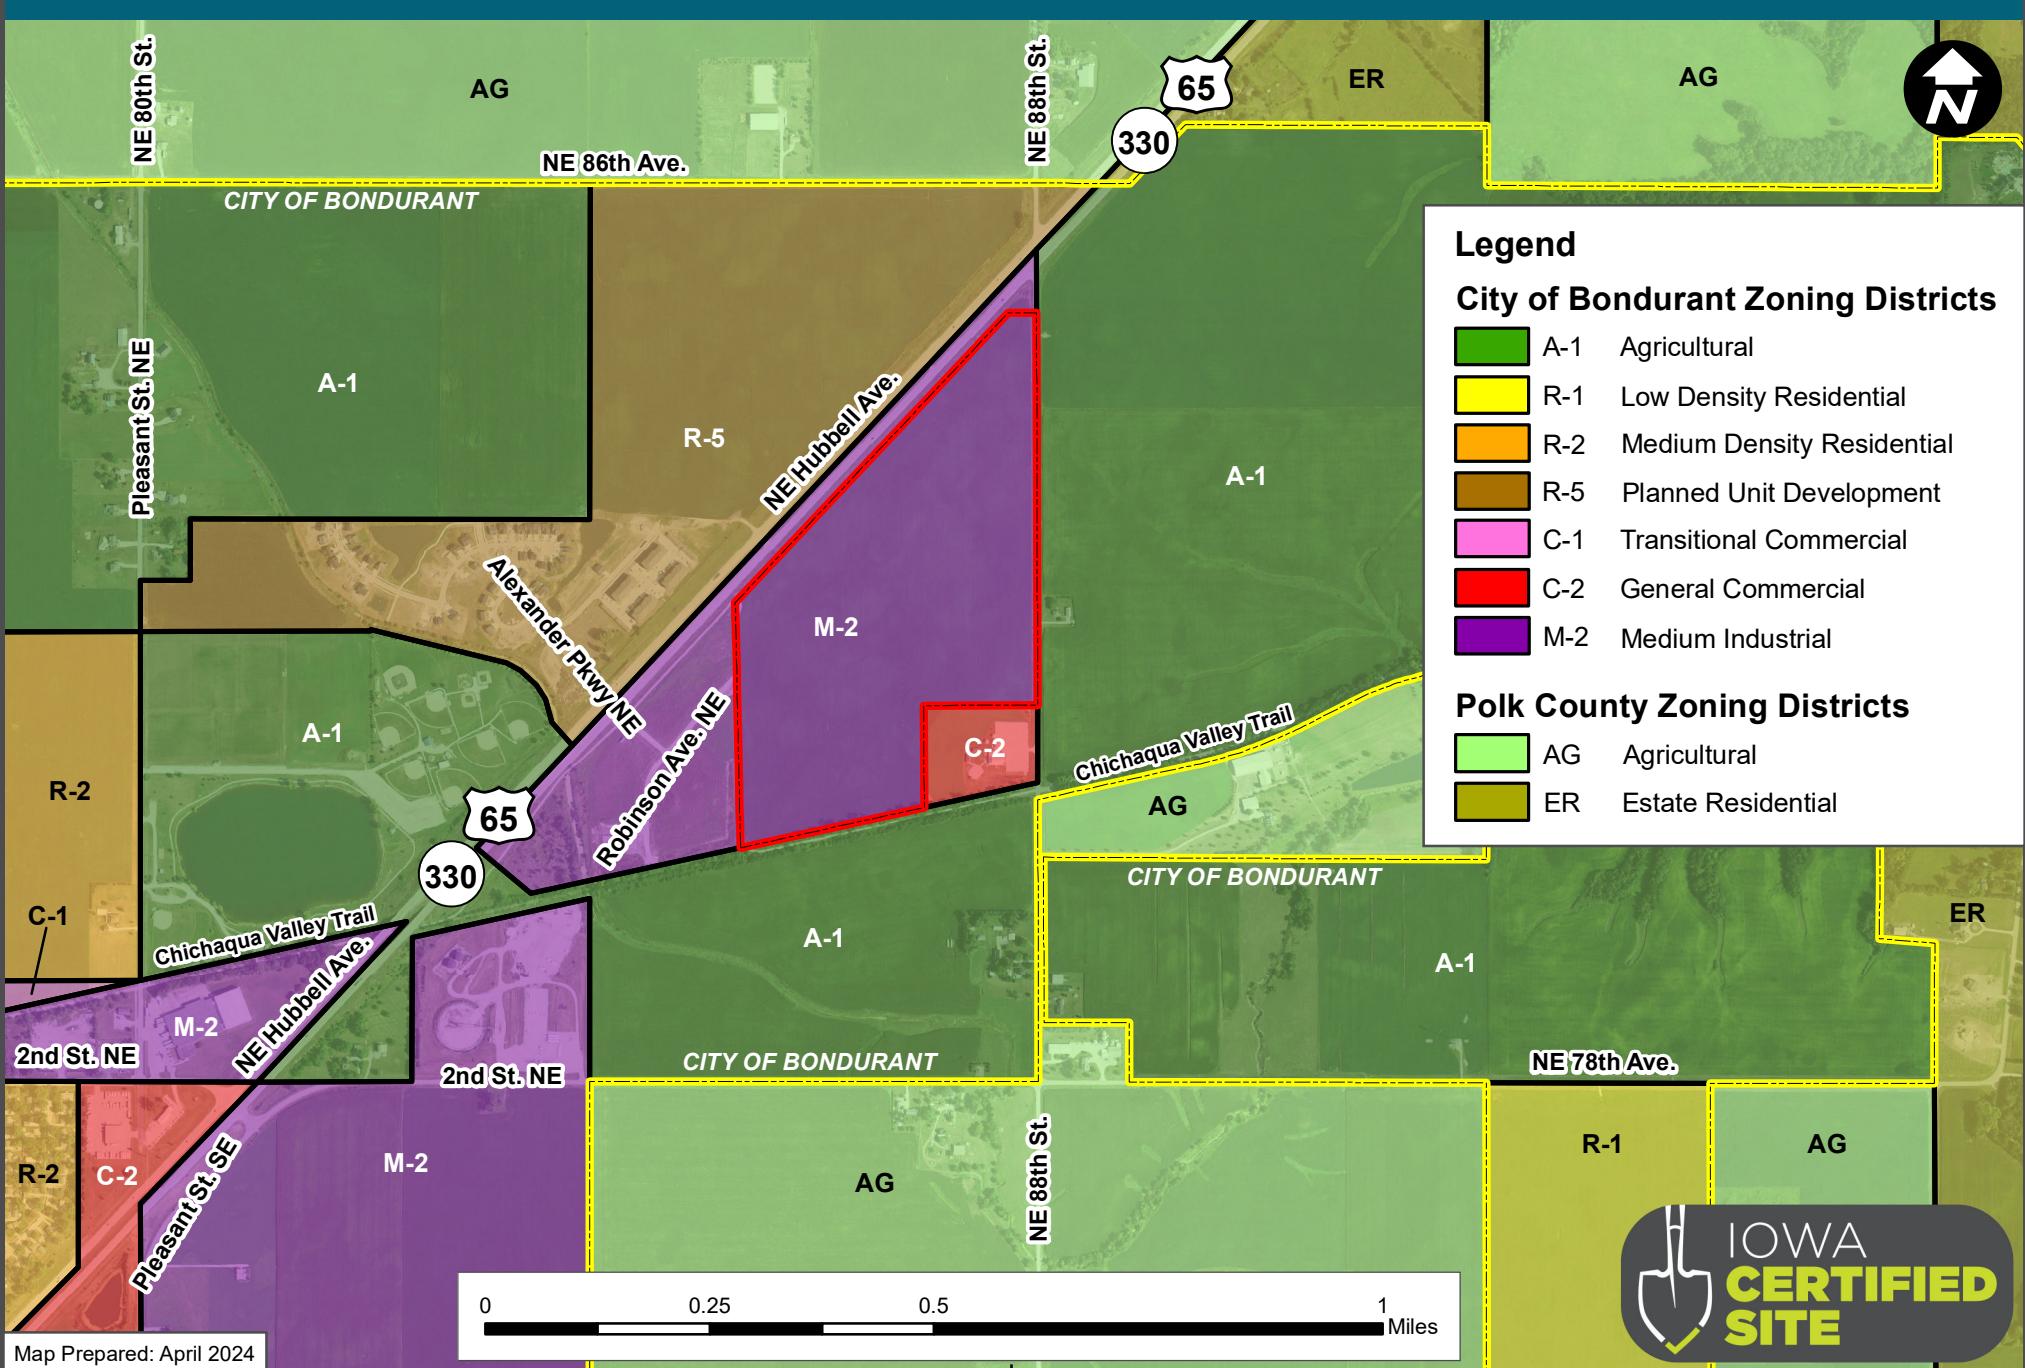 NE 80th St.
AG
NE 88th St.
65
330
ER
AG
N
NE 86th Ave.
CITY OF BONDURANT
Pleasant St. NE
A-1
R-5
NE Hubbell Ave.
A-1
Alexander Pkwy NE
M-2
Robinson Ave. NE
C-2
Chichaqua Valley Trail
AG
R-2
A-1
65
330
CITY OF BONDURANT
C-1
Chichaqua Valley Trail
NE Hubbell Ave.
A-1
A-1
ER
M-2
2nd St. NE
2nd St. NE
CITY OF BONDURANT
NE 78th Ave.
R-2
C-2
Pleasant St. SE
M-2
AG
NE 88th St.
R-1
AG
Legend
City of Bondurant Zoning Districts
A-1 Agricultural
R-1 Low Density Residential
R-2 Medium Density Residential
R-5 Planned Unit Development
C-1 Transitional Commercial
C-2 General Commercial
M-2 Medium Industrial
Polk County Zoning Districts
AG Agricultural
ER Estate Residential
0 0.25 0.5 1
Miles
Map Prepared: April 2024
IOWA
CERTIFIED
SITE